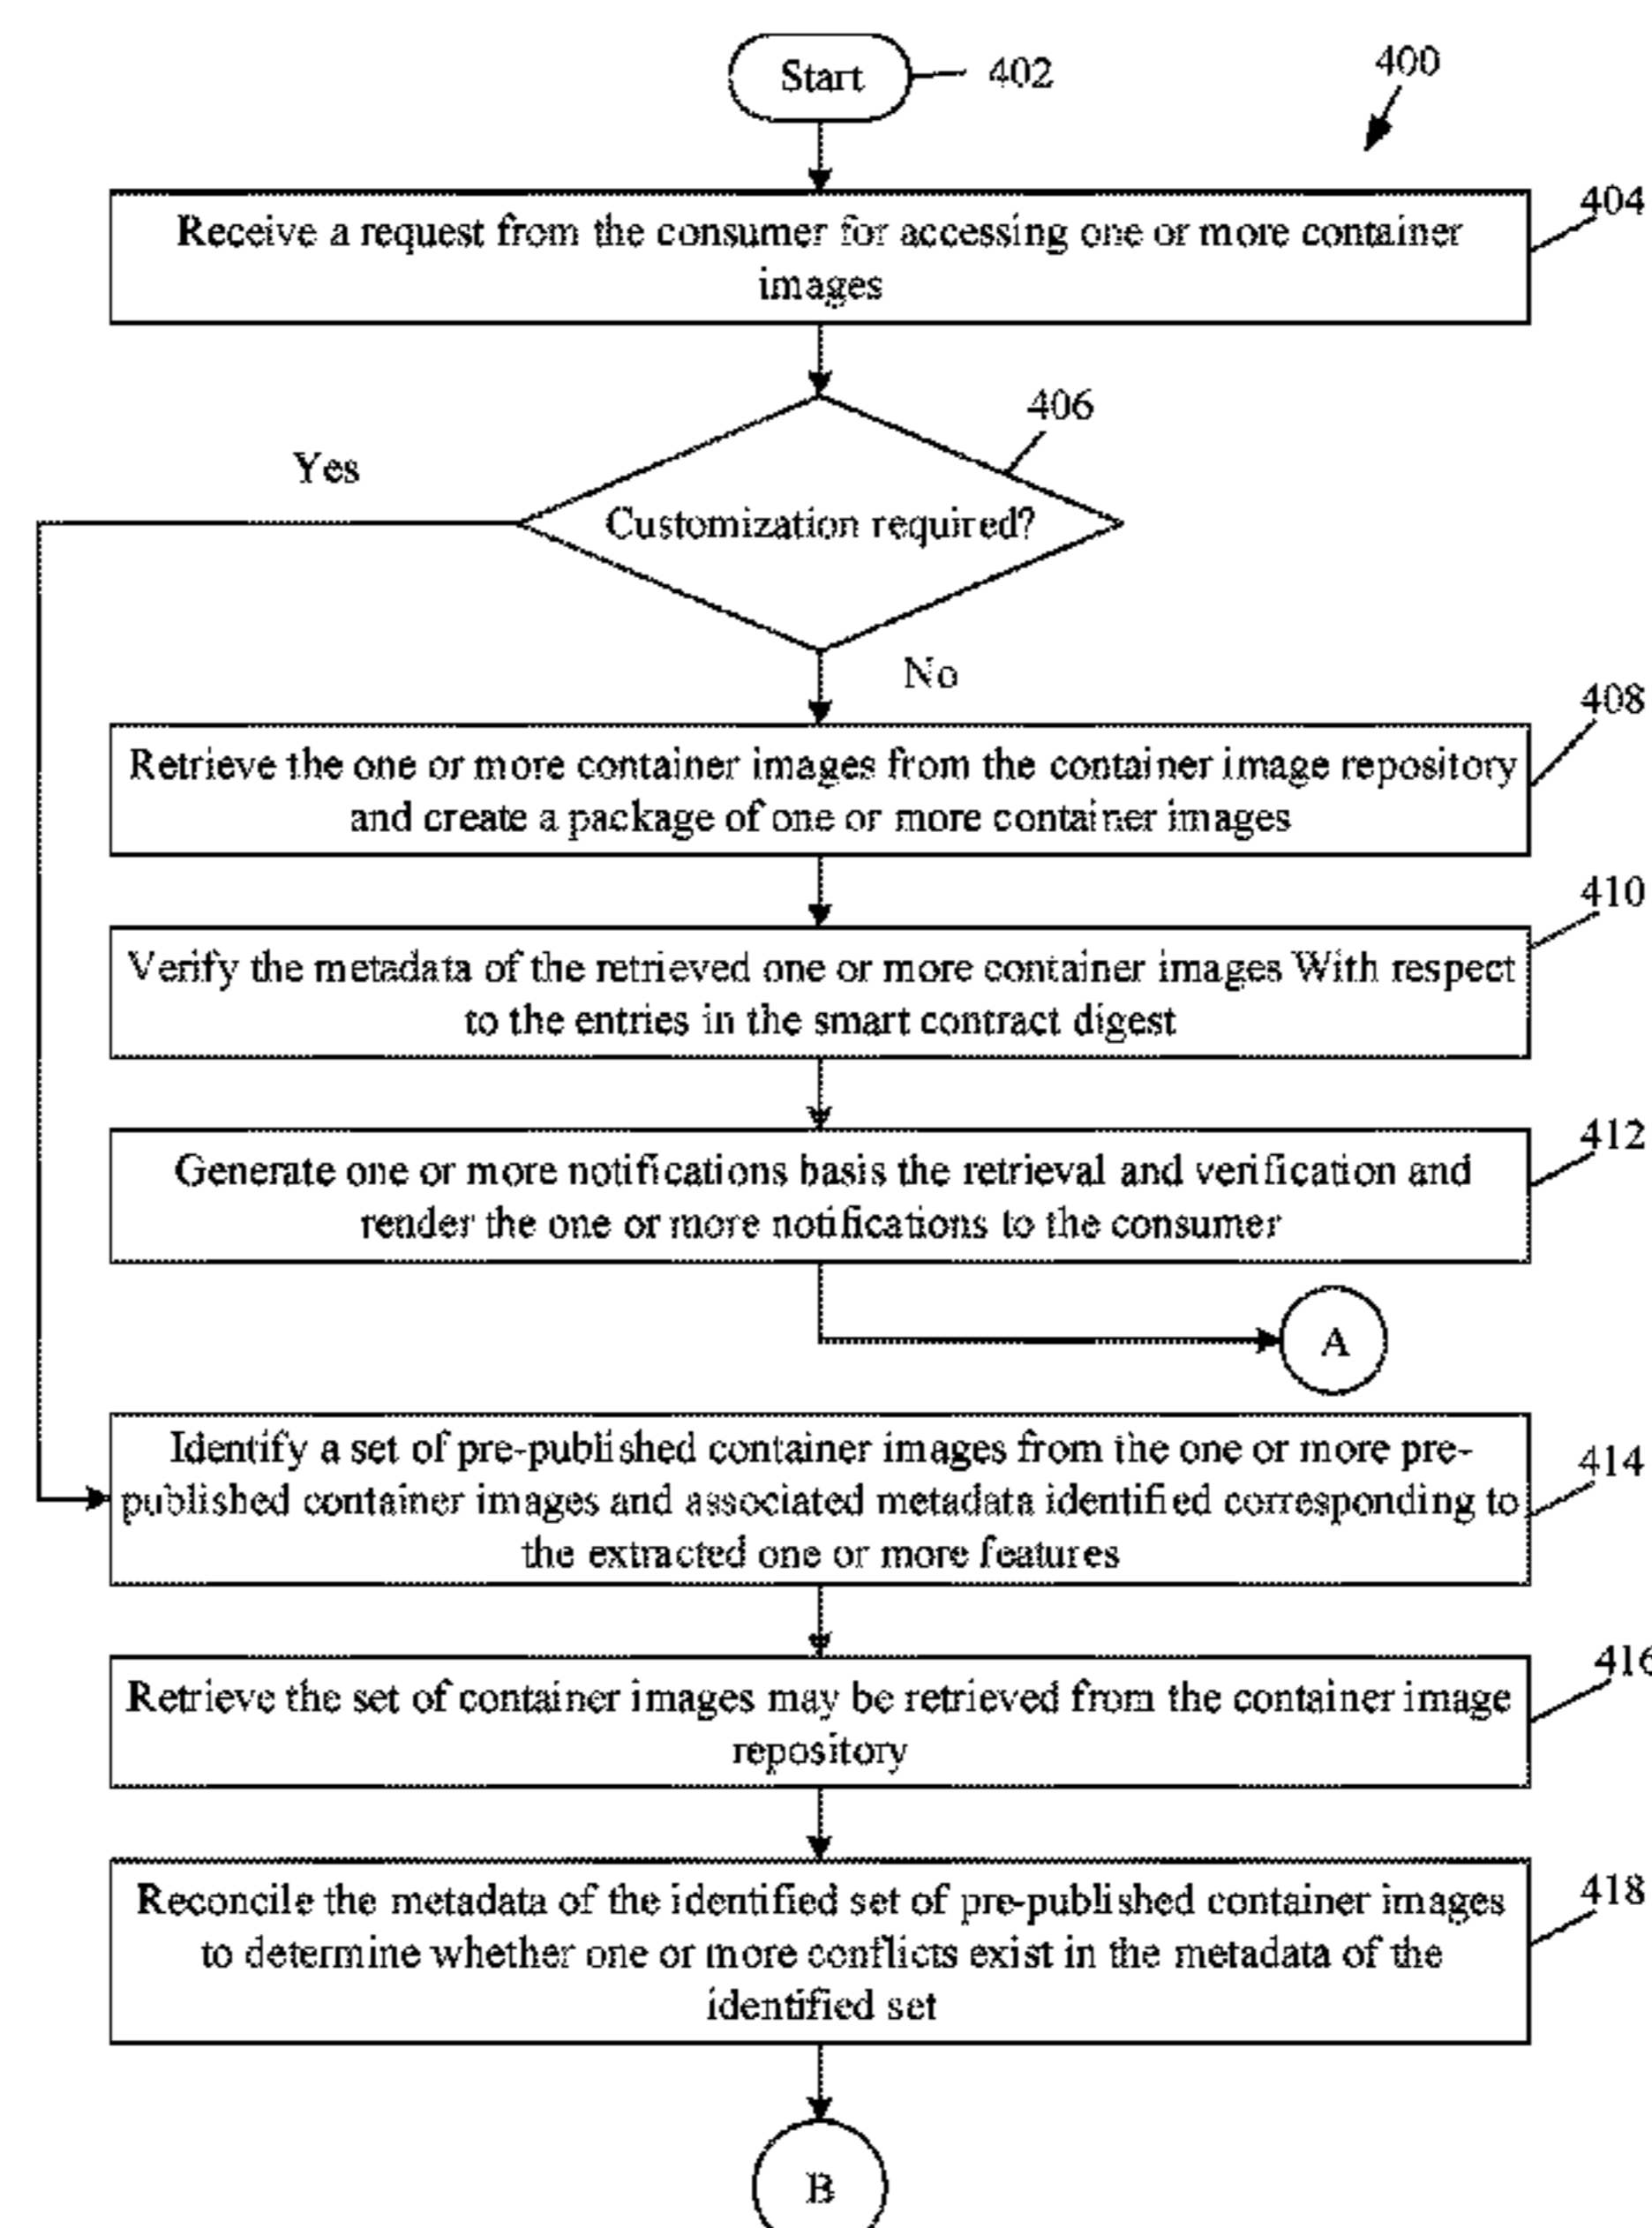 Start
402
400
404
Receive a request from the consumer for accessing one or more container
images
406
Yes
Customization required?
No
408
Retrieve the one or more container images from the container image repository
and create a package of one or more container images
410
Verify the metadata of the retrieved one or more container images With respect
to the entries in the smart contract digest
412
Generate one or more notifications basis the retrieval and verification and
render the one or more notifications to the consumer
A
Identify a set of pre-published container images from the one or more pre-
published container images and associated metadata identified corresponding to
the extracted one or more features
414
416
Retrieve the set of container images may be retrieved from the container image
repository
418
Reconcile the metadata of the identified set of pre-published container images
to determine whether one or more conflicts exist in the metadata of the
identified set
B